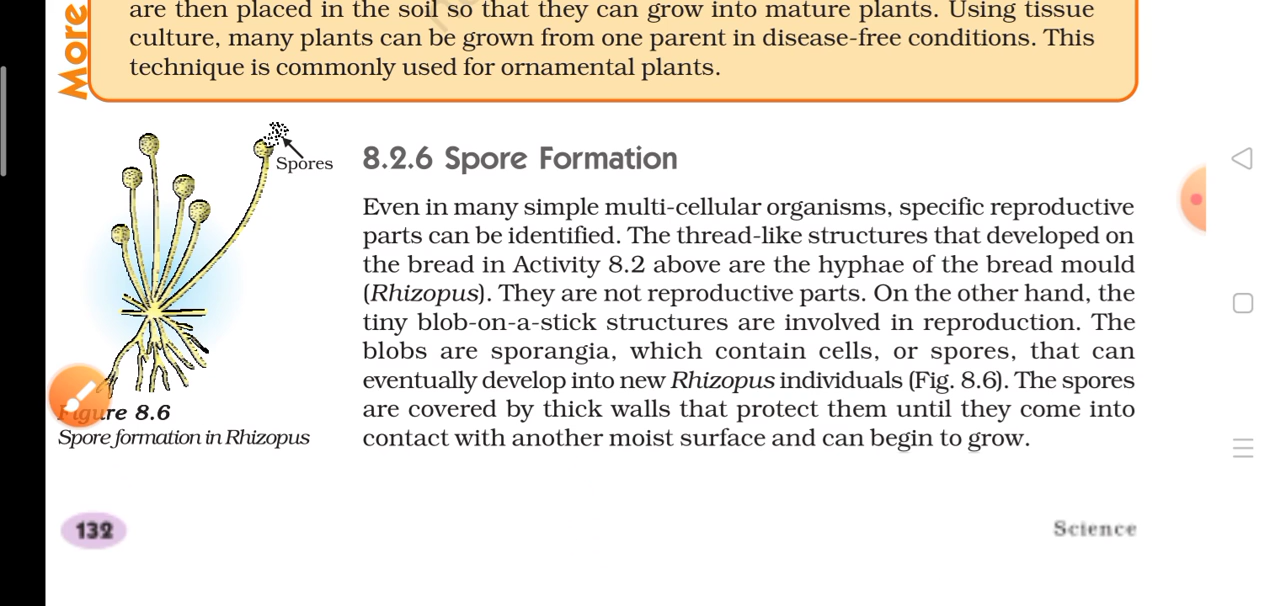 More
are then placed in the soil so that they can grow into mature plants. Using tissue
culture, many plants can be grown from one parent in disease-free conditions. This
technique is commonly used for ornamental plants.
Spores
8.2.6 Spore Formation
Even in many simple multi-cellular organisms, specific reproductive
parts can be identified. The thread-like structures that developed on
the bread in Activity 8.2 above are the hyphae of the bread mould
(Rhizopus). They are not reproductive parts. On the other hand, the
tiny blob-on-a-stick structures are involved in reproduction. The
blobs are sporangia, which contain cells, or spores, that can
eventually develop into new Rhizopus individuals (Fig. 8.6). The spores
are covered by thick walls that protect them until they come into
contact with another moist surface and can begin to grow.
Figure 8.6
Spore formation in Rhizopus
132
Science